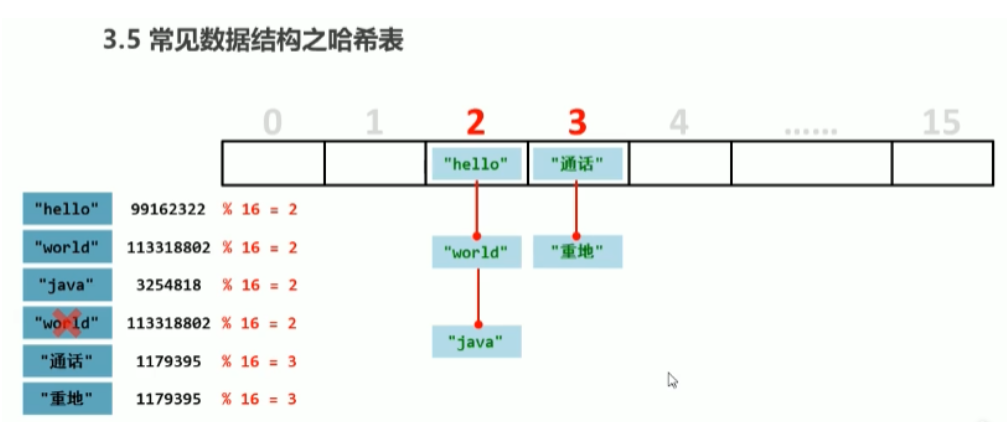 3.5 常见数据结构之哈希表
0 1 2 3 4 …… 15
"hello" "通话"
"hello" 99162322 % 16 = 2
"world" 113318802 % 16 = 2 "world" "重地"
"java" 3254818 % 16 = 2
"world" 113318802 % 16 = 2
"java"
"通话" 1179395 % 16 = 3
"重地" 1179395 % 16 = 3